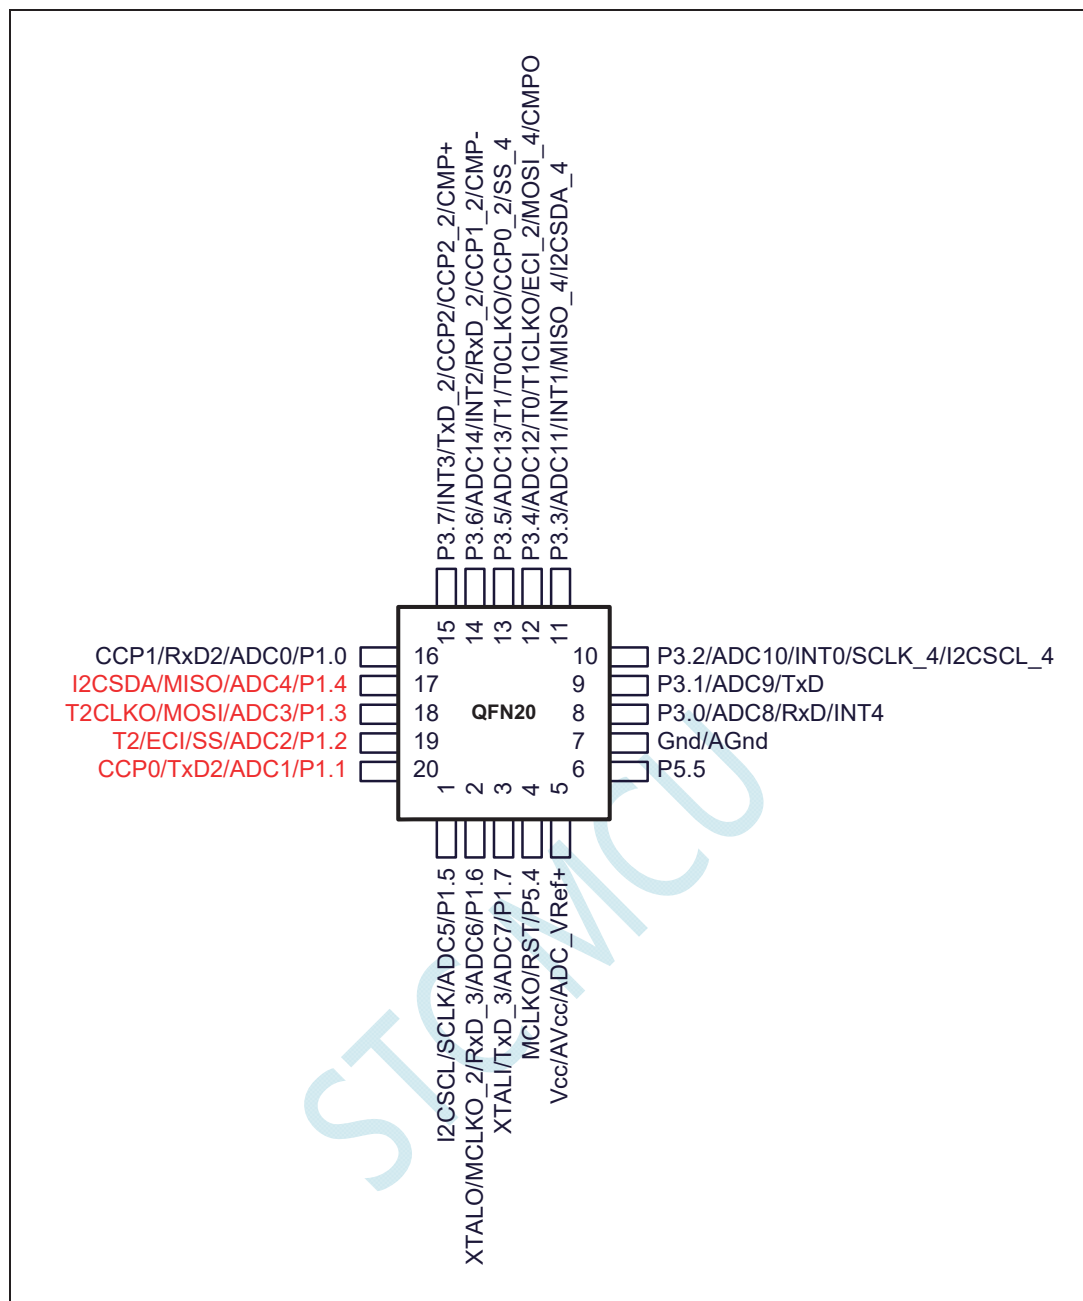 P3.7/INT3/TxD_2/CCP2/CCP2_2/CMP+
P3.6/ADC14/INT2/RxD_2/CCP1_2/CMP-
P3.5/ADC13/T1/T0CLKO/CCP0_2/SS_4
P3.4/ADC12/T0/T1CLKO/ECI_2/MOSI_4/CMPO
P3.3/ADC11/INT1/MISO_4/I2CSDA_4
15
14
13
12
11
CCP1/RxD2/ADC0/P1.0
16
10
P3.2/ADC10/INT0/SCLK_4/I2CSCL_4
I2CSDA/MISO/ADC4/P1.4
17
9
P3.1/ADC9/TxD
T2CLKO/MOSI/ADC3/P1.3
18
QFN20
8
P3.0/ADC8/RxD/INT4
T2/ECI/SS/ADC2/P1.2
19
7
Gnd/AGnd
CCP0/TxD2/ADC1/P1.1
20
6
P5.5
1
2
3
4
5
I2CSCL/SCLK/ADC5/P1.5
XTALO/MCLKO_2/RxD_3/ADC6/P1.6
XTALI/TxD_3/ADC7/P1.7
MCLKO/RST/P5.4
Vcc/AVcc/ADC_VRef+
STC MCU